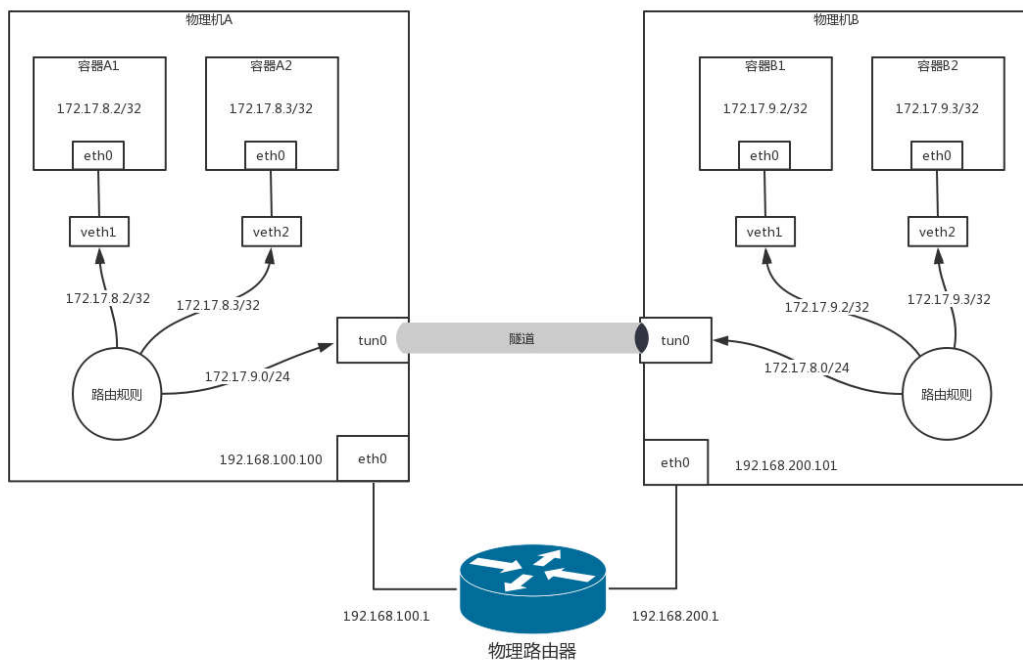 物理机A
容器A1
172.17.8.2/32
eth0
veth1
容器A2
172.17.8.3/32
eth0
veth2
172.17.8.2/32
172.17.8.3/32
172.17.9.0/24
路由规则
tun0
192.168.100.100
eth0
隧道
物理机B
容器B1
172.17.9.2/32
eth0
veth1
容器B2
172.17.9.3/32
eth0
veth2
172.17.9.2/32
172.17.9.3/32
tun0
172.17.8.0/24
路由规则
eth0
192.168.200.101
192.168.100.1
192.168.200.1
物理路由器